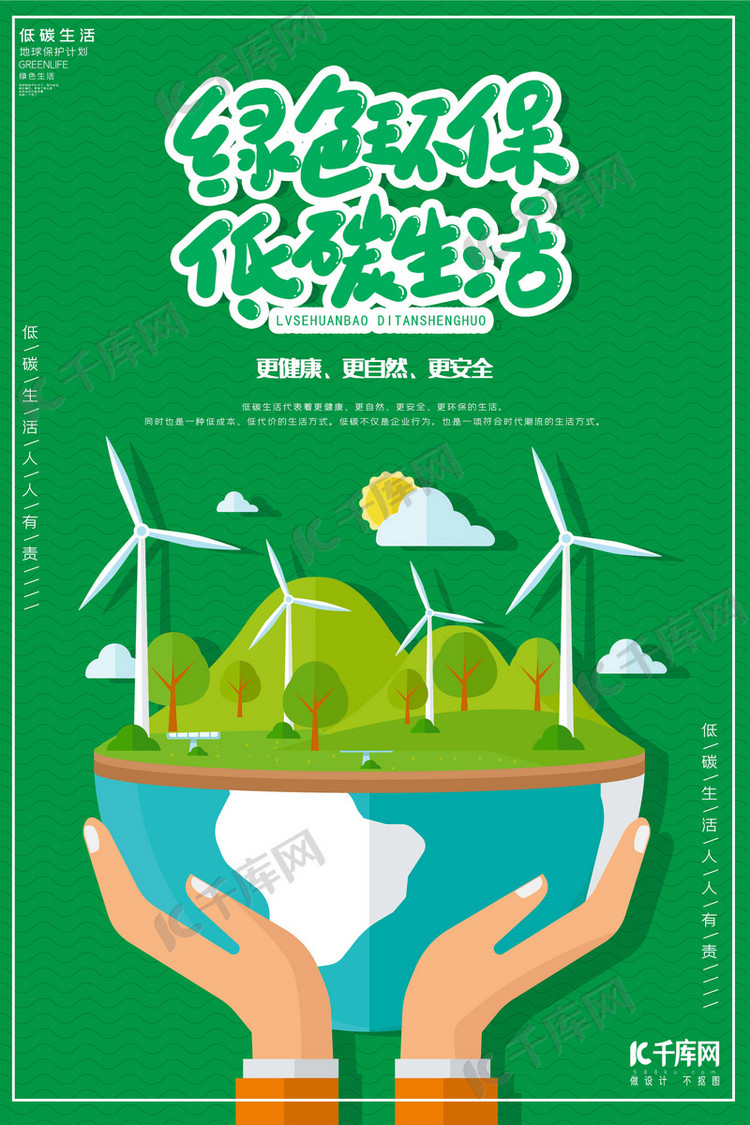 低碳生活
地球保护计划
GREENLIFE
绿色生活
绿色环保
低碳生活
LVSEHUANBAO DITANSHENGHUO
更健康、更自然、更安全
低碳生活代表着更健康、更自然、更安全、更环保的生活，
同时也是一种低成本、低代价的生活方式。低碳不仅是企业行为，也是一项符合时代潮流的生活方式。
低/碳/生/活/人/人/有/责/////
低/碳/生/活/人/人/有/责/////
千库网
588ku.com
做设计 不抠图